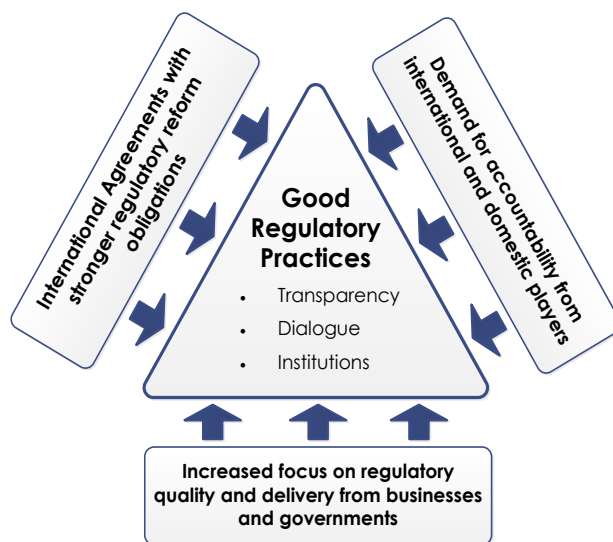 International Agreements with
stronger regulatory reform
obligations
Demand for accountability from
international and domestic players
Good
Regulatory
Practices
• Transparency
• Dialogue
• Institutions
Increased focus on regulatory
quality and delivery from businesses
and governments